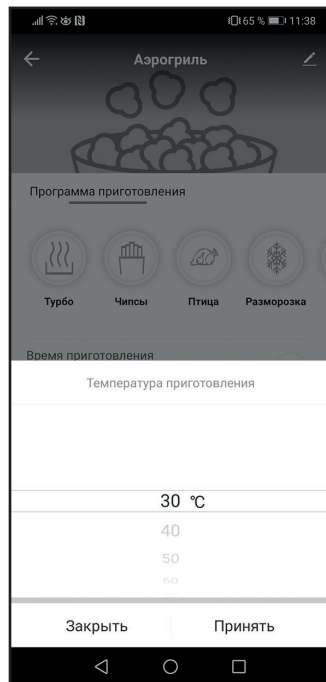 65 % 11:38
Аэрогриль
Программа приготовления
Турбо Чипсы Птица Разморозка
Время приготовления
Температура приготовления
30 °C
40
50
60
Закрыть Принять